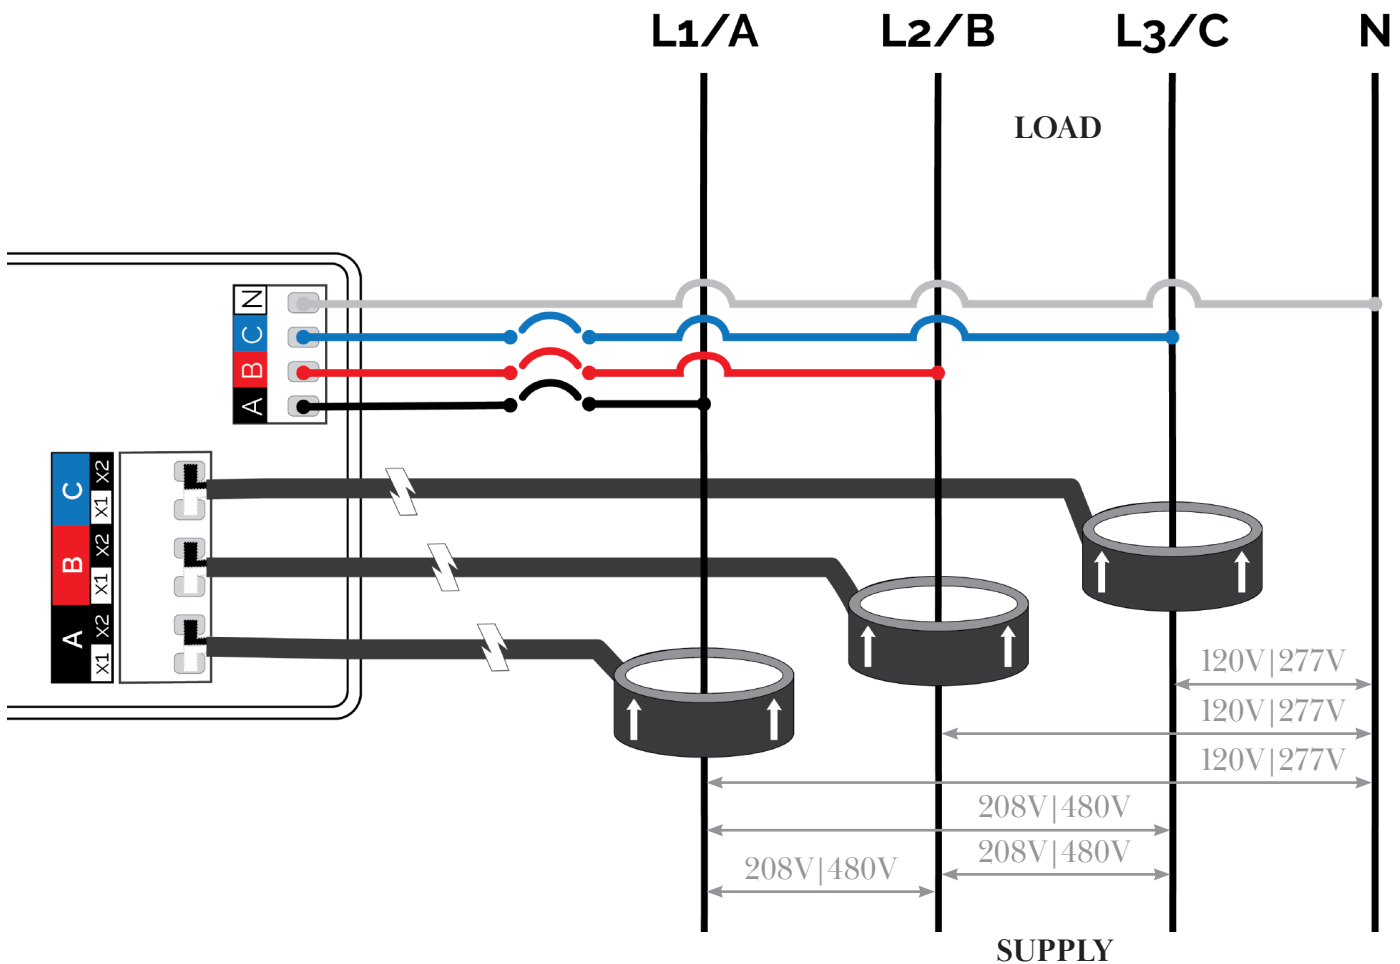 L1/A L2/B L3/C N
LOAD
N
C
B
A
C X2
X1
B X2
X1
A X2
X1
120V|277V
120V|277V
120V|277V
208V|480V
208V|480V
208V|480V
SUPPLY